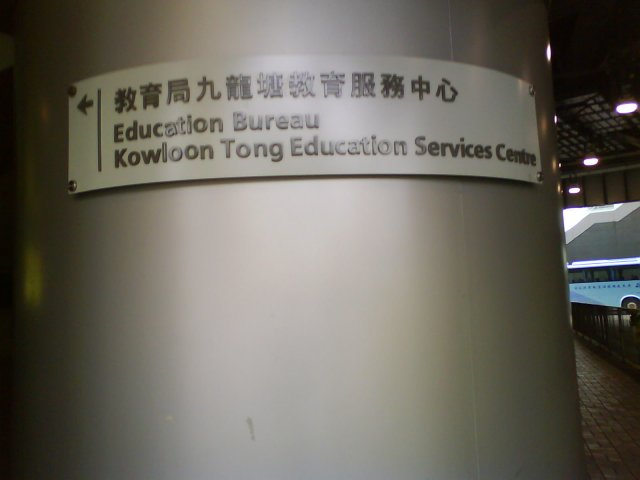 教育局九龍塘教育服務中心
Education Bureau
Kowloon Tong Education Services Centre